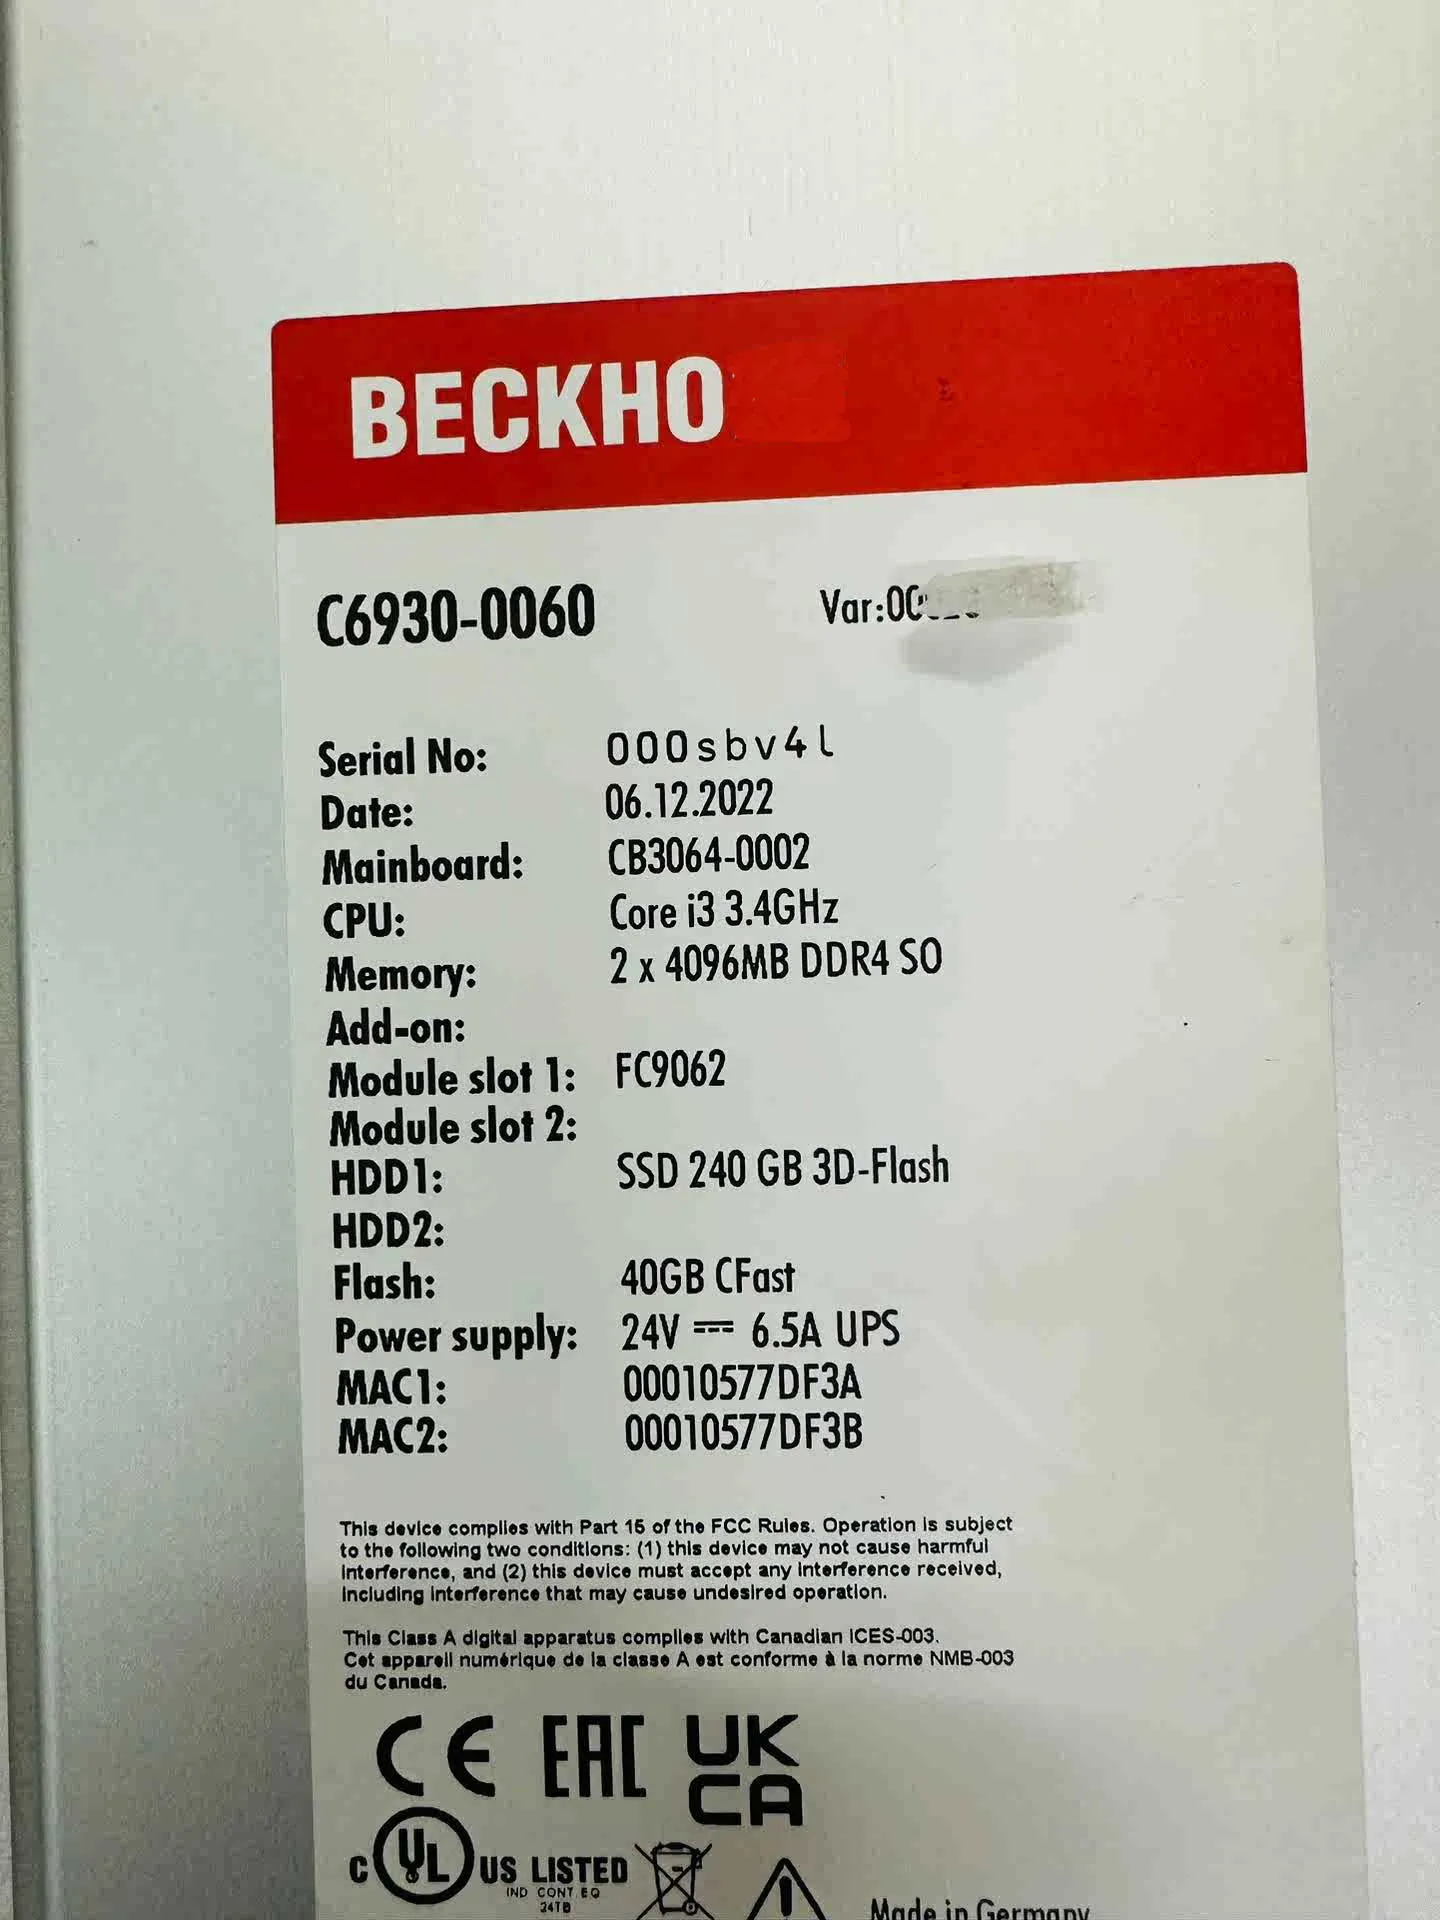 BECKHO
C6930-0060 Var:00
Serial No: 000sbv4l
Date: 06.12.2022
Mainboard: CB3064-0002
CPU: Core i3 3.4GHz
Memory: 2 x 4096MB DDR4 SO
Add-on:
Module slot 1: FC9062
Module slot 2:
HDD1: SSD 240 GB 3D-Flash
HDD2:
Flash: 40GB CFast
Power supply: 24V ⎓ 6.5A UPS
MAC1: 00010577DF3A
MAC2: 00010577DF3B
This device complies with Part 15 of the FCC Rules. Operation is subject
to the following two conditions: (1) this device may not cause harmful
interference, and (2) this device must accept any interference received,
including interference that may cause undesired operation.
This Class A digital apparatus complies with Canadian ICES-003.
Cet appareil numérique de la classe A est conforme à la norme NMB-003
du Canada.
CE EAC UK
CA
C UL US LISTED
IND CONT EQ
24TB
Made in Germany